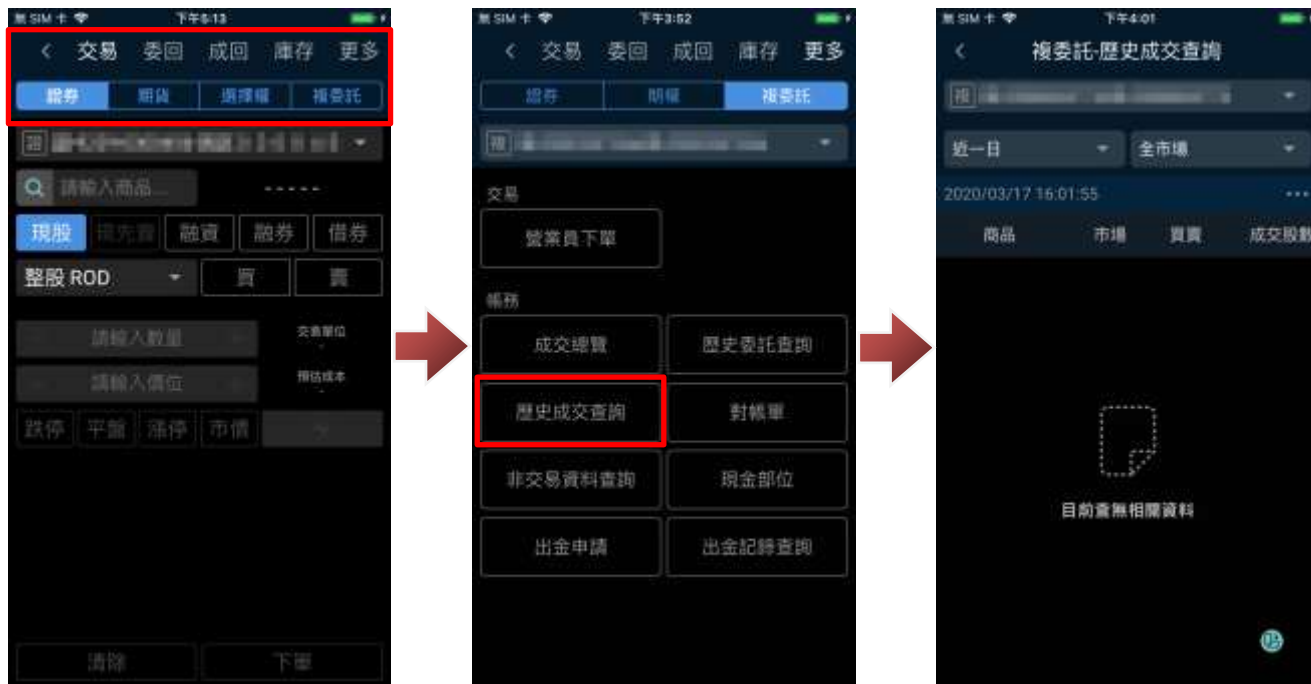 無 SIM 卡 下午5:13
交易 委回 成回 庫存 更多
證券 期貨 選擇權 複委託
證
請輸入商品... -----
現股 現先賣 融資 融券 借券
整股 ROD 買 賣
請輸入數量 交易單位
-
請輸入價位 預估成本
-
跌停 平盤 漲停 市價
清除 下單
無 SIM 卡 下午3:52
交易 委回 成回 庫存 更多
證券 期權 複委託
複
交易
營業員下單
帳務
成交總覽 歷史委託查詢
歷史成交查詢 對帳單
非交易資料查詢 現金部位
出金申請 出金記錄查詢
無 SIM 卡 下午4:01
複委託-歷史成交查詢
複
近一日 全市場
2020/03/17 16:01:55
商品 市場 買賣 成交股數
目前查無相關資料